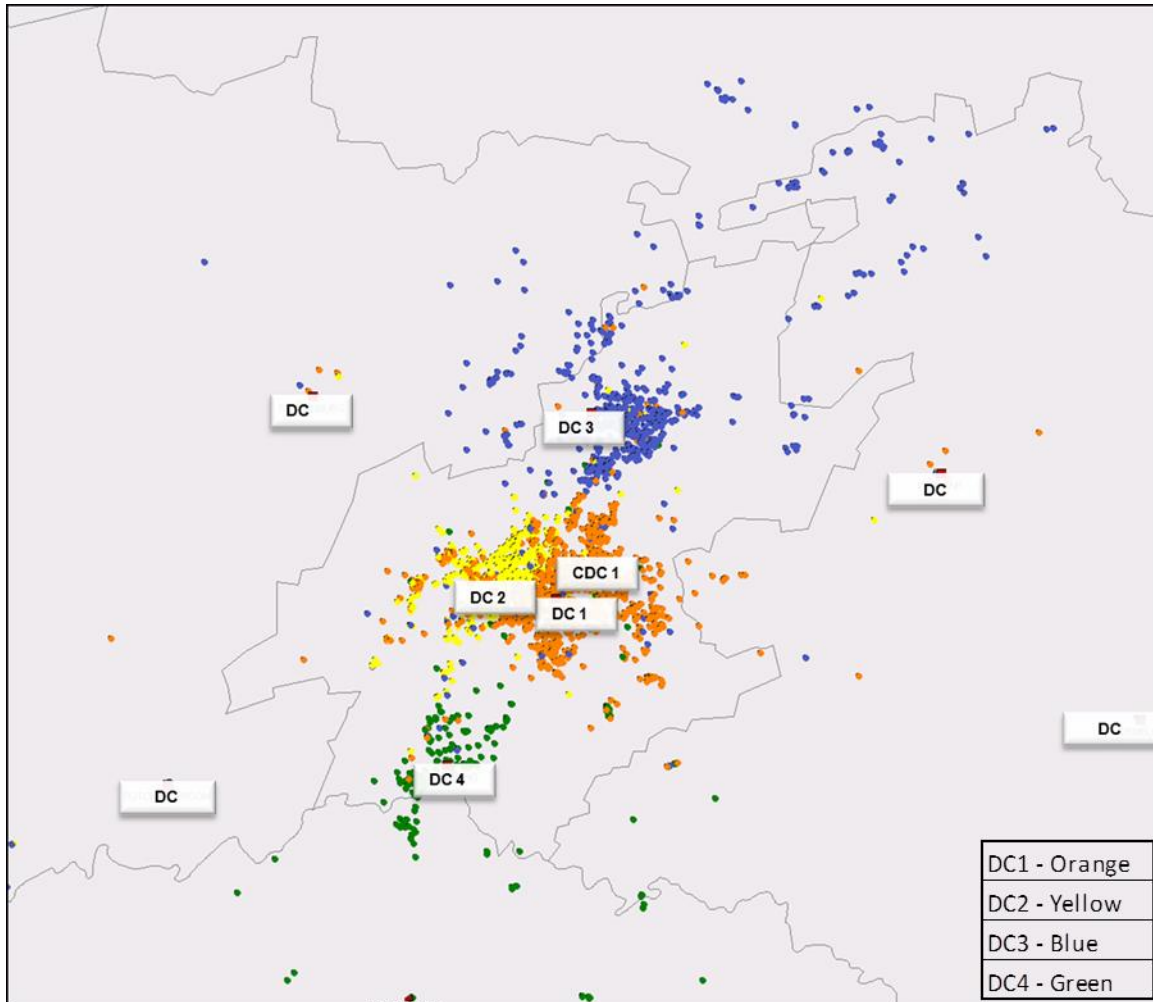 DC
DC 3
DC
CDC 1
DC 2
DC 1
DC
DC 4
DC
DC1 - Orange
DC2 - Yellow
DC3 - Blue
DC4 - Green